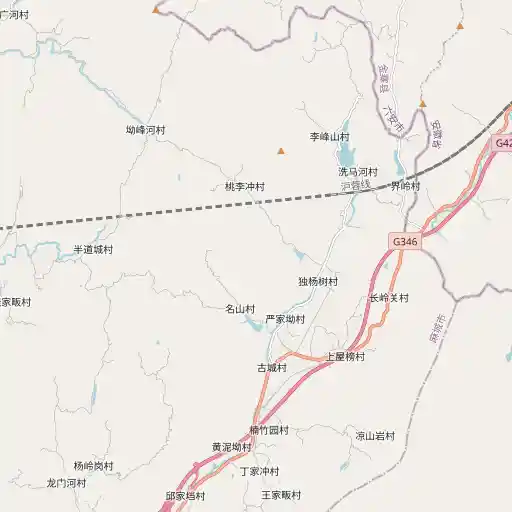 广河村
金寨县
六安市
安徽省
坳峰河村
李峰山村
G42
洗马河村
沪蓉线
桃李冲村
界岭村
G346
半道城村
独杨树村
家畈村
长岭关村
名山村
严家坳村
麻城市
上屋榜村
古城村
楠竹园村
凉山岩村
黄泥坳村
杨岭岗村
丁家冲村
龙门河村
邱家垱村
王家畈村